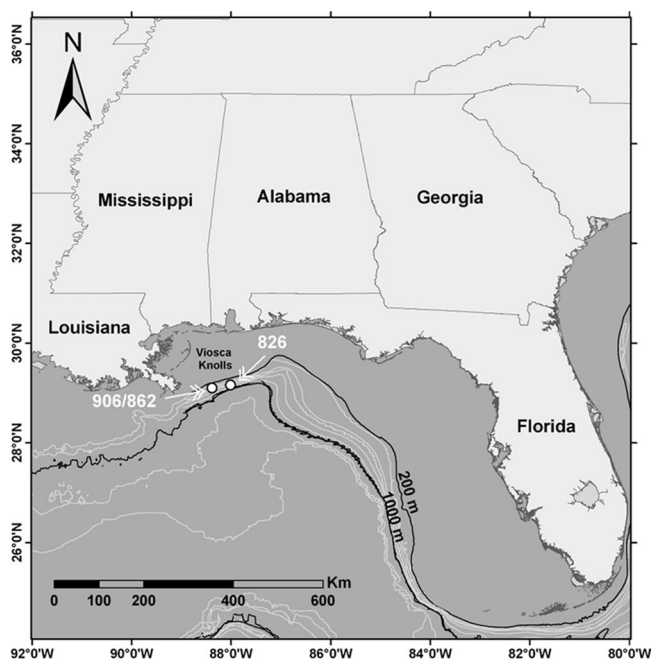 N
36°0'N
34°0'N
32°0'N
30°0'N
28°0'N
26°0'N
Mississippi
Alabama
Georgia
Louisiana
Viosca
Knolls
826
906/862
Florida
200 m
1000 m
Km
0 100 200 400 600
92°0'W 90°0'W 88°0'W 86°0'W 84°0'W 82°0'W 80°0'W